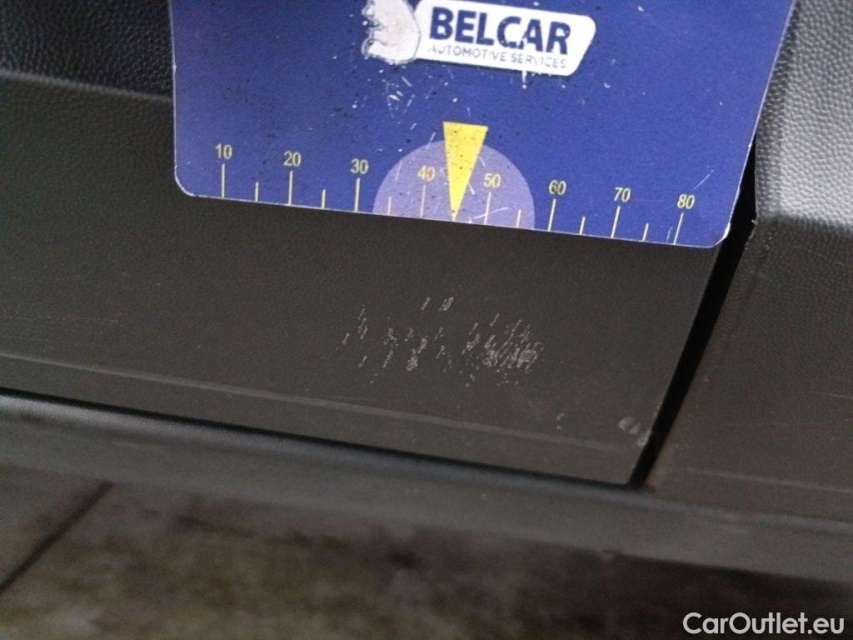 BELCAR
AUTOMOTIVE SERVICES
10 20 30 40 50 60 70 80
CarOutlet.eu